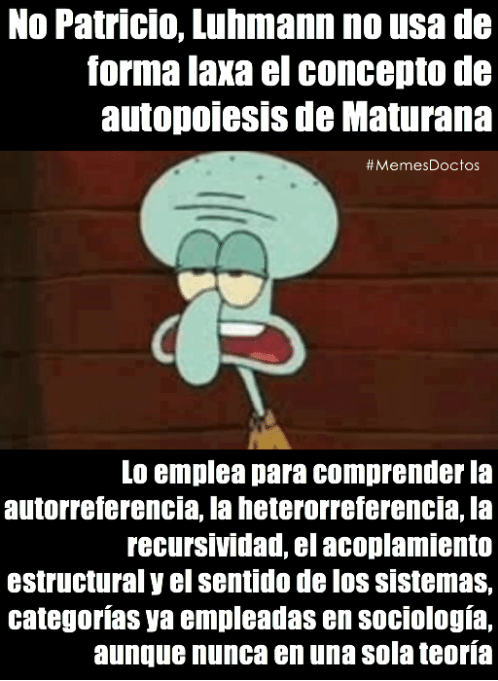 No Patricio, Luhmann no usa de
forma laxa el concepto de
autopoiesis de Maturana
#MemesDoctos
Lo emplea para comprender la
autorreferencia, la heterorreferencia, la
recursividad, el acoplamiento
estructural y el sentido de los sistemas,
categorías ya empleadas en sociología,
aunque nunca en una sola teoría